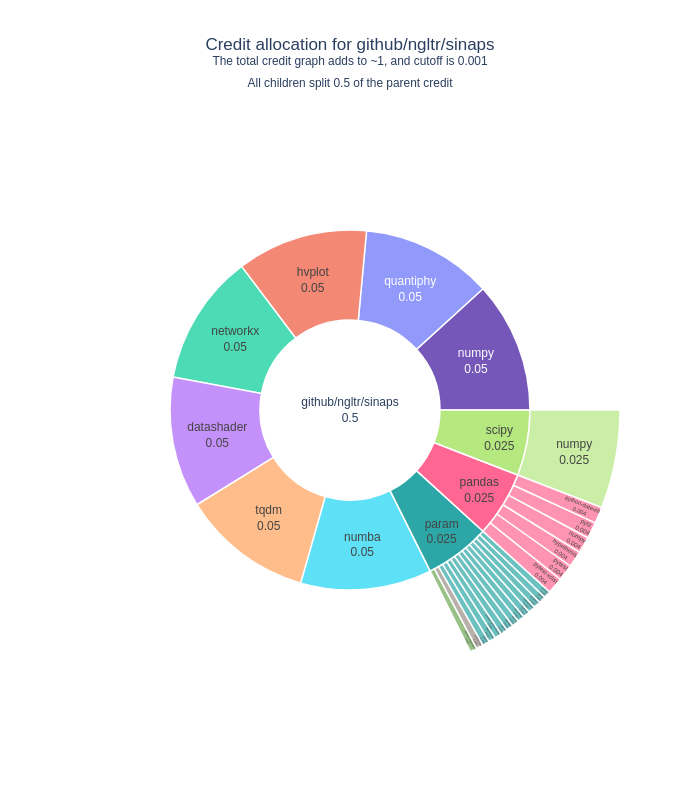 Credit allocation for github/ngltr/sinaps
The total credit graph adds to ~1, and cutoff is 0.001
All children split 0.5 of the parent credit
hvplot
0.05
quantiphy
0.05
networkx
0.05
numpy
0.05
github/ngltr/sinaps
0.5
datashader
0.05
scipy
0.025
numpy
0.025
pandas
0.025
tqdm
0.05
numba
0.05
param
0.025
python-dateutil
0.004
pytz
0.004
numpy
0.004
hypothesis
0.004
pytest
0.004
pytest-xdist
0.004